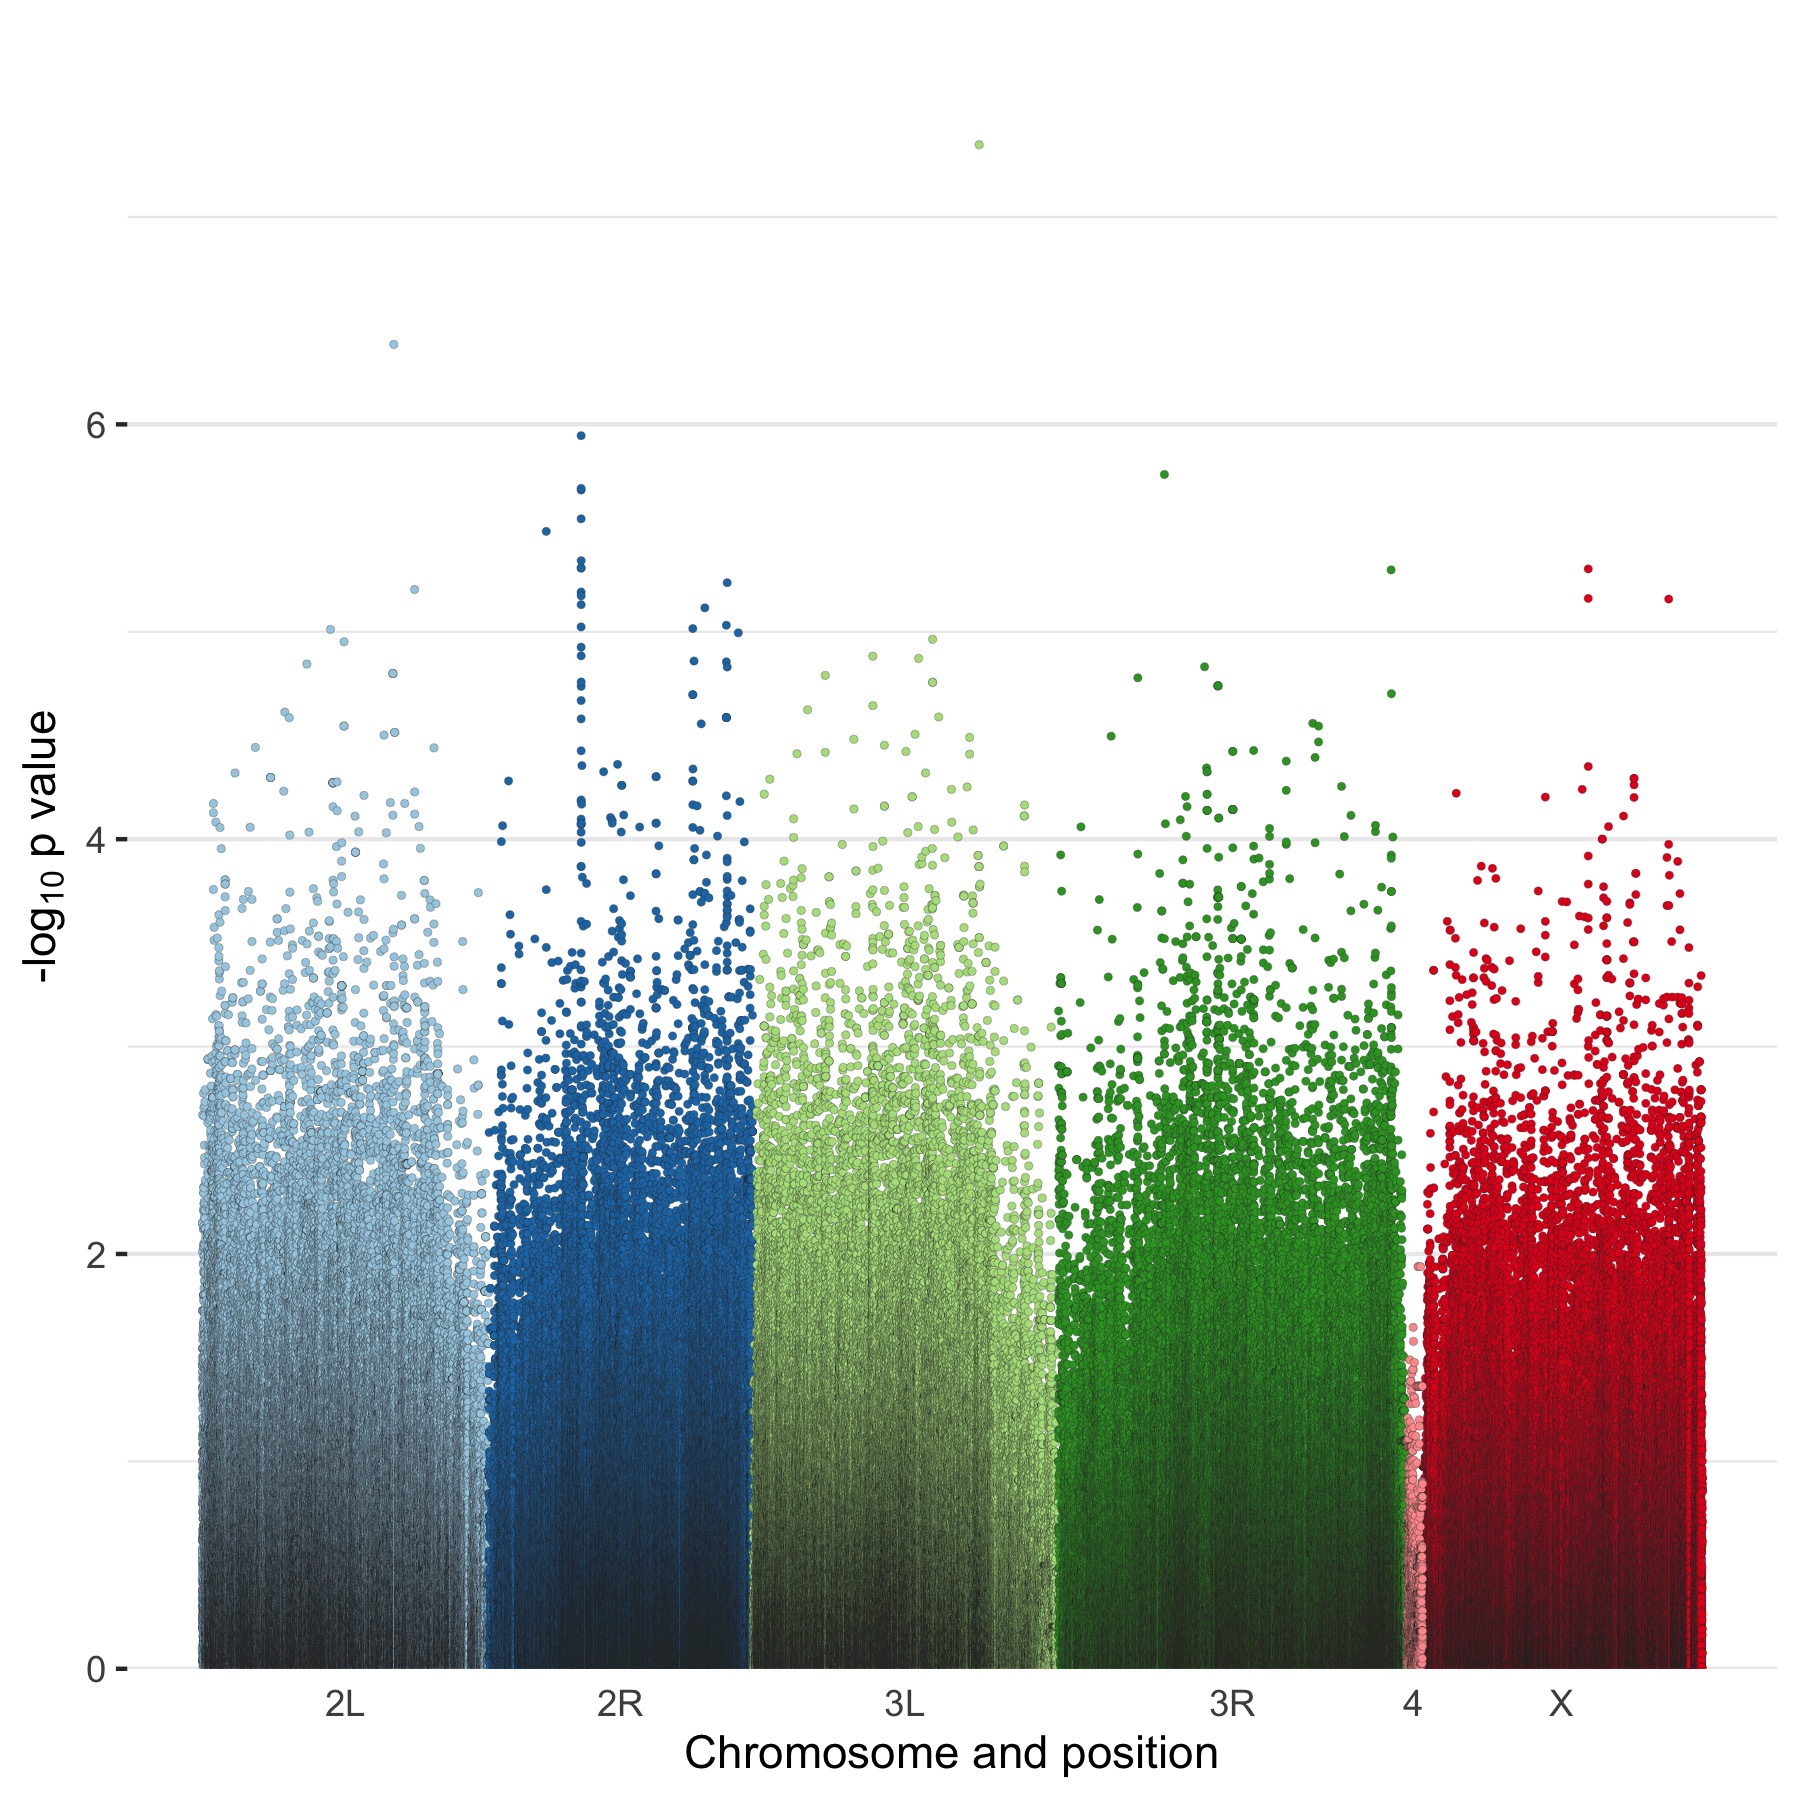 -log₁₀ p value
6
4
2
0
2L 2R 3L 3R 4 X
Chromosome and position